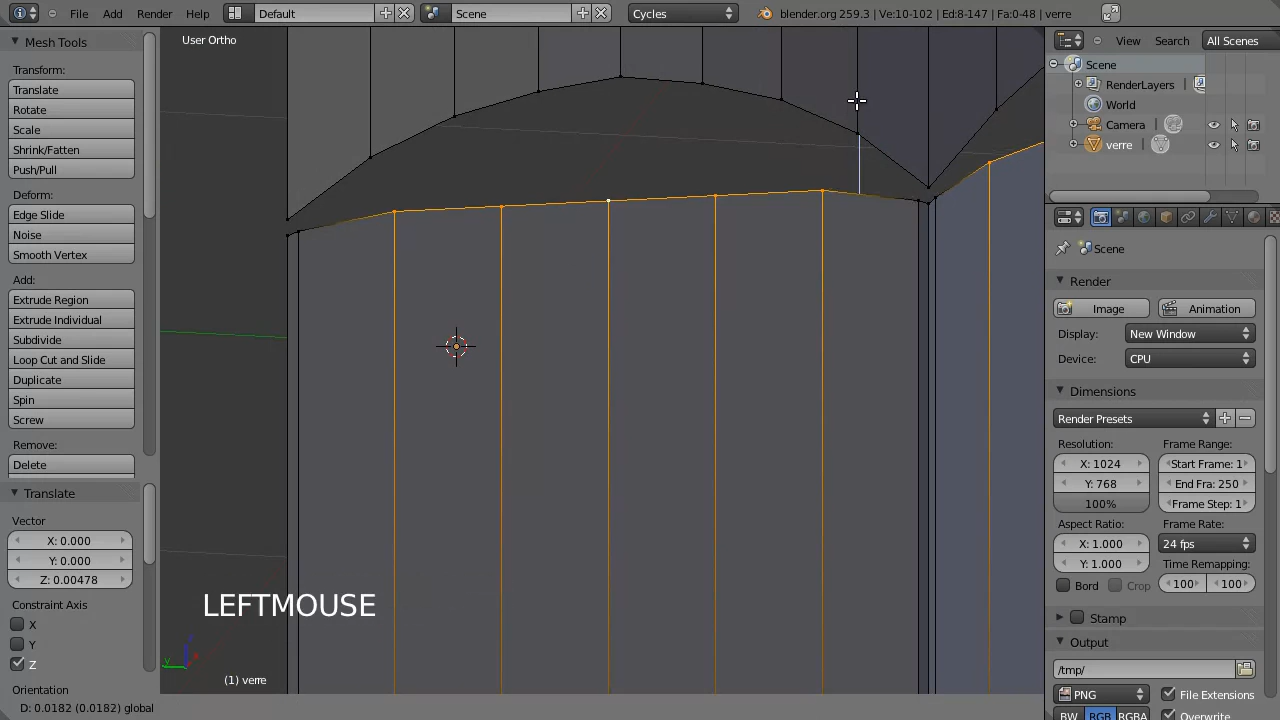 File Add Render Help Default Scene Cycles blender.org 259.3 | Ve:10-102 | Ed:8-147 | Fa:0-48 | verre
Mesh Tools
Transform:
Translate
Rotate
Scale
Shrink/Fatten
Push/Pull
Deform:
Edge Slide
Noise
Smooth Vertex
Add:
Extrude Region
Extrude Individual
Subdivide
Loop Cut and Slide
Duplicate
Spin
Screw
Remove:
Delete
Translate
Vector
X: 0.000
Y: 0.000
Z: 0.00478
Constraint Axis
X
Y
Z
Orientation
D: 0.0182 (0.0182) global
User Ortho
LEFTMOUSE
(1) verre
View Search All Scenes
Scene
RenderLayers |
World
Camera |
verre |
Scene
Render
Image Animation
Display: New Window
Device: CPU
Dimensions
Render Presets
Resolution: Frame Range:
X: 1024 Start Frame: 1
Y: 768 End Fra: 250
100% Frame Step: 1
Aspect Ratio: Frame Rate:
X: 1.000 24 fps
Y: 1.000 Time Remapping:
Bord Crop 100 100
Stamp
Output
/tmp/
PNG File Extensions
BW RGB RGBA Overwrite